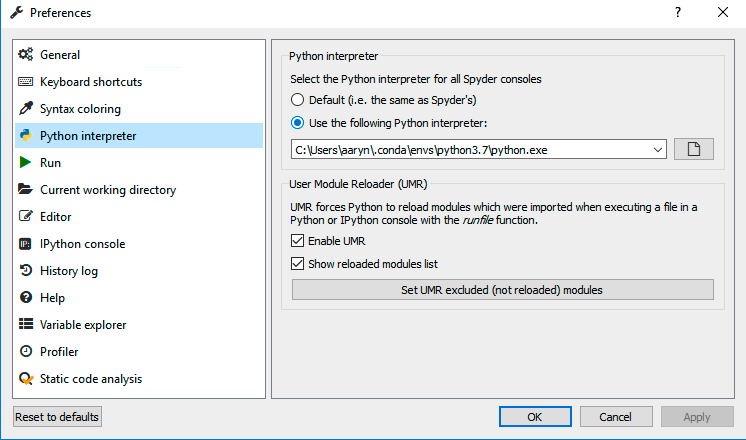 Preferences
?
General
Keyboard shortcuts
Syntax coloring
Python interpreter
Run
Current working directory
Editor
IP:
IPython console
History log
Help
Variable explorer
Profiler
Static code analysis
Python interpreter
Select the Python interpreter for all Spyder consoles
Default (i.e. the same as Spyder's)
Use the following Python interpreter:
C:\Users\aaryn\.conda\envs\python3.7\python.exe
User Module Reloader (UMR)
UMR forces Python to reload modules which were imported when executing a file in a
Python or IPython console with the runfile function.
Enable UMR
Show reloaded modules list
Set UMR excluded (not reloaded) modules
Reset to defaults
OK
Cancel
Apply